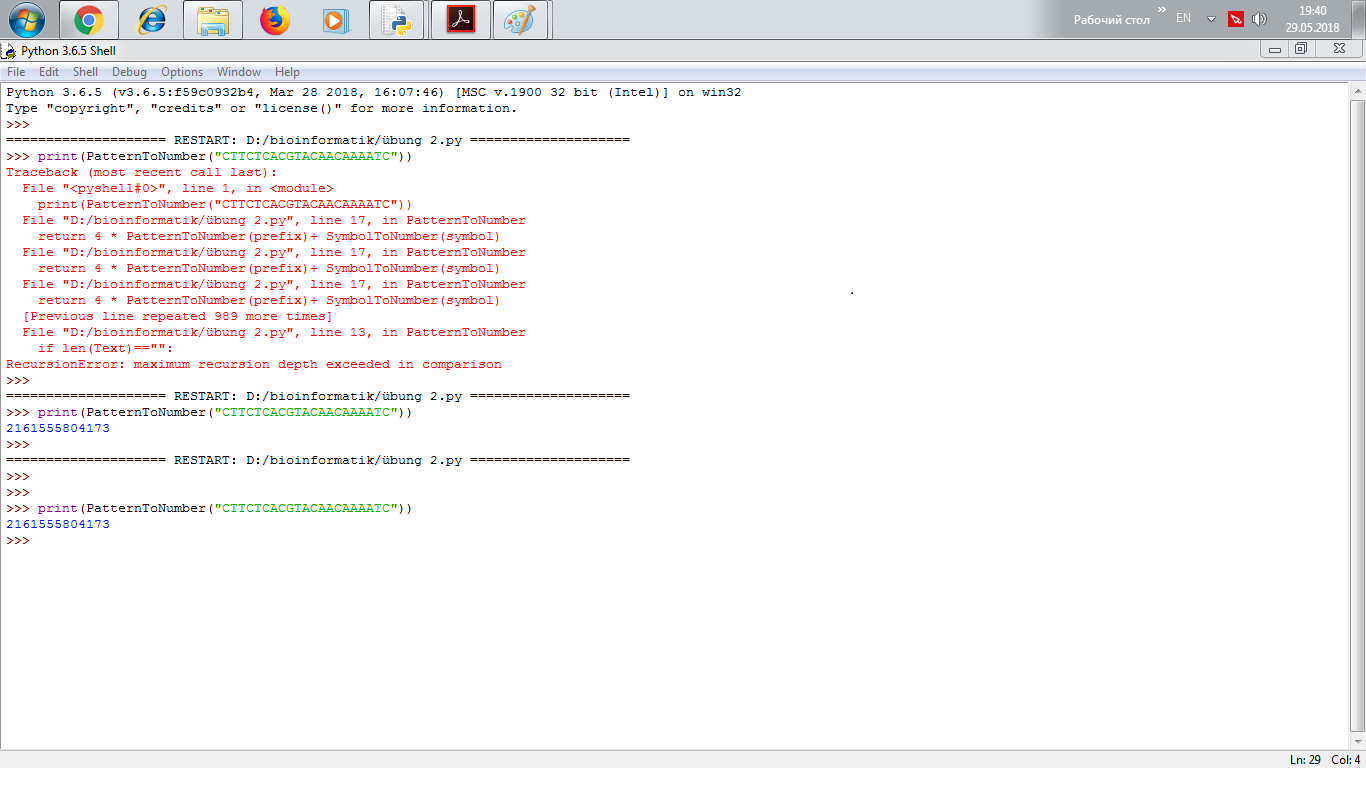 Рабочий стол
»
EN
19:40
29.05.2018
Python 3.6.5 Shell
File Edit Shell Debug Options Window Help
Python 3.6.5 (v3.6.5:f59c0932b4, Mar 28 2018, 16:07:46) [MSC v.1900 32 bit (Intel)] on win32
Type "copyright", "credits" or "license()" for more information.
>>>
==================== RESTART: D:/bioinformatik/übung 2.py ====================
>>> print(PatternToNumber("CTTCTCACGTACAACAAAATC"))
Traceback (most recent call last):
  File "<pyshell#0>", line 1, in <module>
    print(PatternToNumber("CTTCTCACGTACAACAAAATC"))
  File "D:/bioinformatik/übung 2.py", line 17, in PatternToNumber
    return 4 * PatternToNumber(prefix)+ SymbolToNumber(symbol)
  File "D:/bioinformatik/übung 2.py", line 17, in PatternToNumber
    return 4 * PatternToNumber(prefix)+ SymbolToNumber(symbol)
  File "D:/bioinformatik/übung 2.py", line 17, in PatternToNumber
    return 4 * PatternToNumber(prefix)+ SymbolToNumber(symbol)
  [Previous line repeated 989 more times]
  File "D:/bioinformatik/übung 2.py", line 13, in PatternToNumber
    if len(Text)=="":
RecursionError: maximum recursion depth exceeded in comparison
>>>
==================== RESTART: D:/bioinformatik/übung 2.py ====================
>>> print(PatternToNumber("CTTCTCACGTACAACAAAATC"))
2161555804173
>>>
==================== RESTART: D:/bioinformatik/übung 2.py ====================
>>>
>>>
>>> print(PatternToNumber("CTTCTCACGTACAACAAAATC"))
2161555804173
>>>
Ln: 29 Col: 4